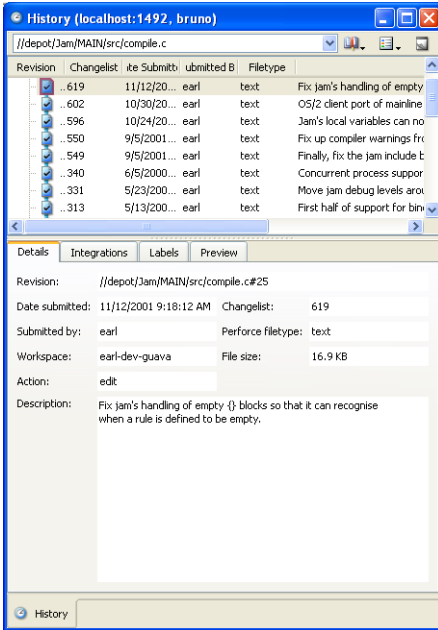 History (localhost:1492, bruno)
//depot/Jam/MAIN/src/compile.c
Revision Changelist ite Submitt ubmitted B Filetype
..619 11/12/20... earl text Fix jam's handling of empty
..602 10/30/20... earl text OS/2 client port of mainline
..596 10/24/20... earl text Jam's local variables can no
..550 9/5/2001... earl text Fix up compiler warnings fro
..549 9/5/2001... earl text Finally, fix the jam include b
..340 6/5/2000... earl text Concurrent process suppor
..331 5/23/200... earl text Move jam debug levels arou
..313 5/13/200... earl text First half of support for bin
Details Integrations Labels Preview
Revision: //depot/Jam/MAIN/src/compile.c#25
Date submitted: 11/12/2001 9:18:12 AM Changelist: 619
Submitted by: earl Perforce filetype: text
Workspace: earl-dev-guava File size: 16.9 KB
Action: edit
Description: Fix jam's handling of empty {} blocks so that it can recognise
when a rule is defined to be empty.
History